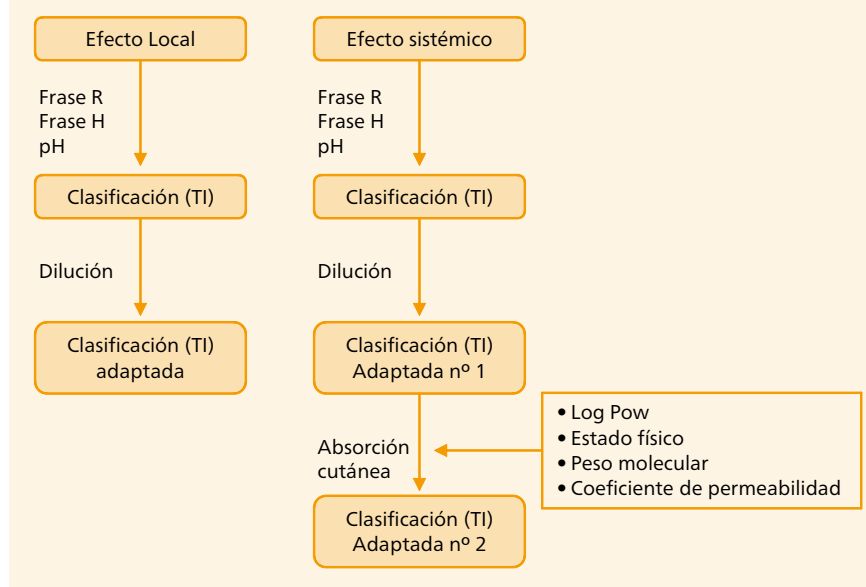 Efecto Local
Frase R
Frase H
pH
Clasificación (TI)
Dilución
Clasificación (TI)
adaptada
Efecto sistémico
Frase R
Frase H
pH
Clasificación (TI)
Dilución
Clasificación (TI)
Adaptada nº 1
Absorción
cutánea
• Log Pow
• Estado físico
• Peso molecular
• Coeficiente de permeabilidad
Clasificación (TI)
Adaptada nº 2